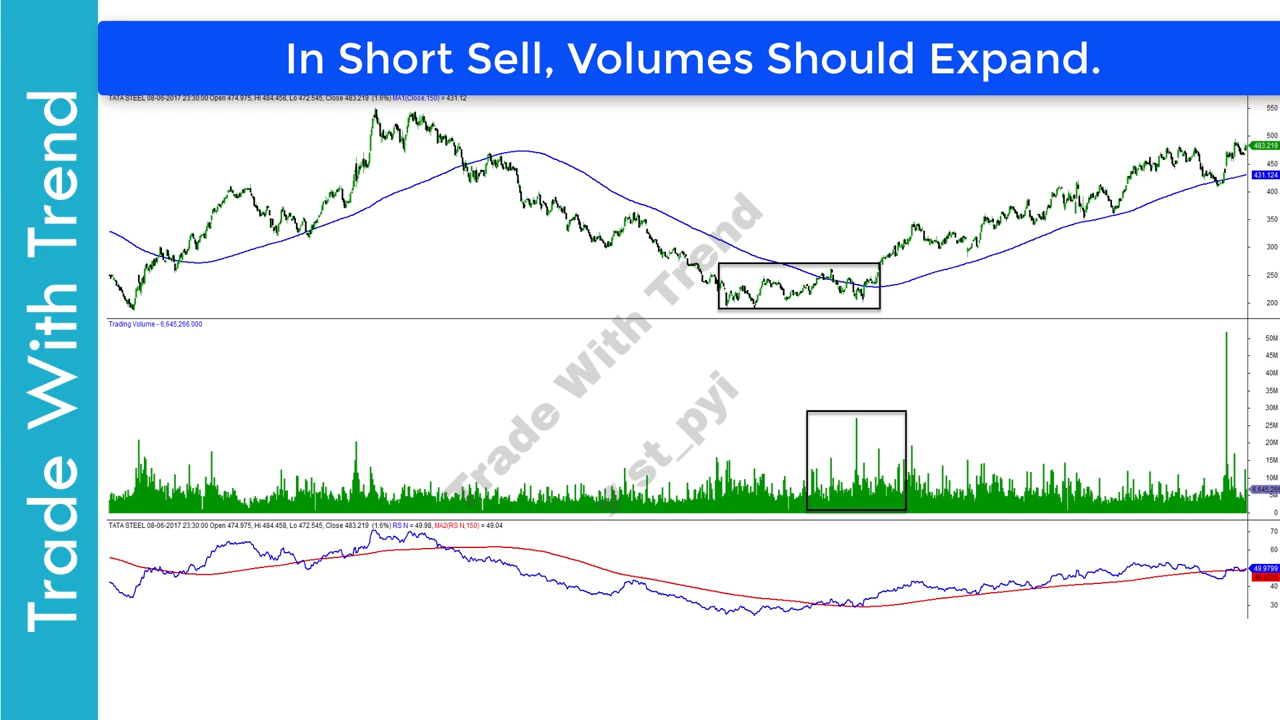 Trade With Trend
In Short Sell, Volumes Should Expand.
TATA STEEL 08-06-2017 23:30:00 Open 474.975, Hi 484.458, Lo 472.545, Close 483.219 (1.6%) MA1(Close,150) = 431.12
550
500
483.219
450
431.124
400
350
300
250
200
Trade With Trend
1st_pyi
Trading Volume - 6,645,266.000
50M
45M
40M
35M
30M
25M
20M
15M
10M
5M
0
TATA STEEL 08-06-2017 23:30:00 Open 474.975, Hi 484.458, Lo 472.545, Close 483.219 (1.6%) RS N = 49.98, MA2(RS N,150) = 49.04
70
60
49.9799
40
30